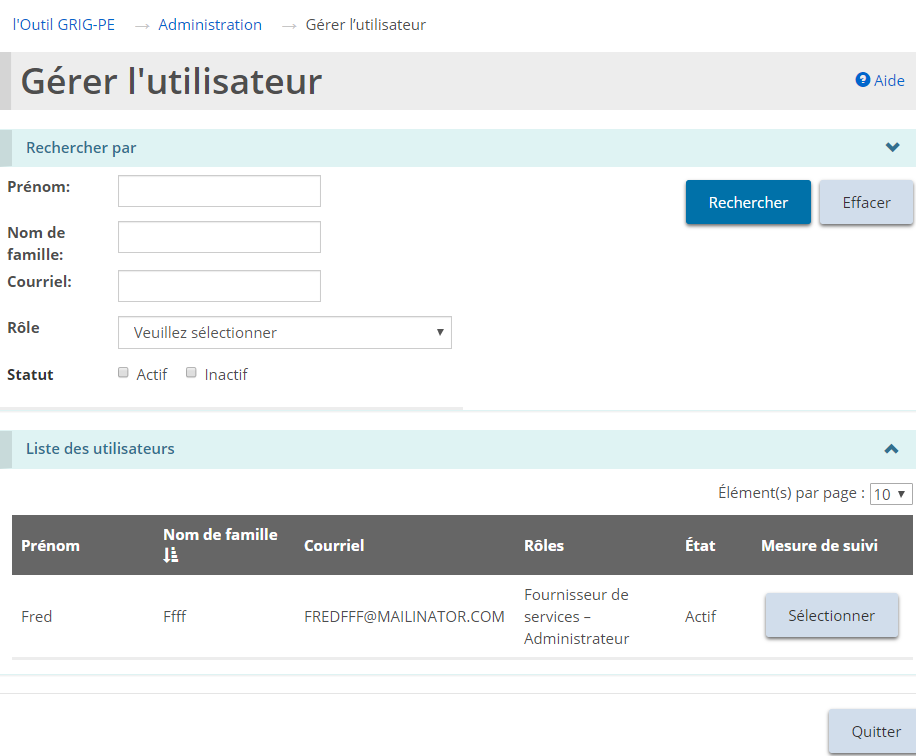 l'Outil GRIG-PE → Administration → Gérer l’utilisateur
Gérer l'utilisateur
Aide
Rechercher par
Prénom:
Rechercher Effacer
Nom de
famille:
Courriel:
Rôle Veuillez sélectionner
Statut Actif Inactif
Liste des utilisateurs
Élément(s) par page : 10
Prénom Nom de famille Courriel Rôles État Mesure de suivi
Fred Ffff FREDFFF@MAILINATOR.COM Fournisseur de
services –
Administrateur Actif Sélectionner
Quitter